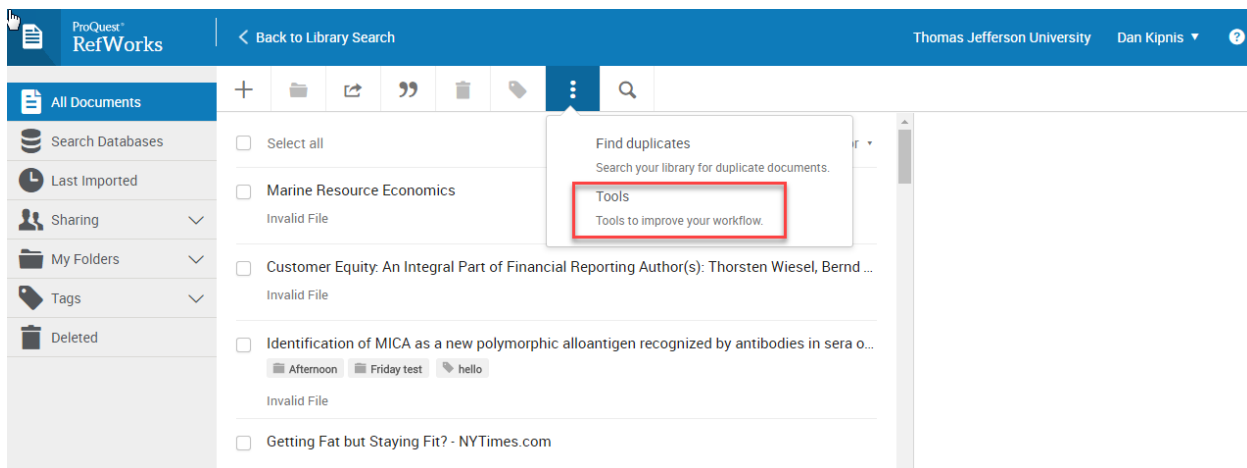 ProQuest®
RefWorks
Back to Library Search
Thomas Jefferson University
Dan Kipnis
?
All Documents
Search Databases
Last Imported
Sharing
My Folders
Tags
Deleted
Select all
Find duplicates
Search your library for duplicate documents.
Tools
Tools to improve your workflow.
Marine Resource Economics
Invalid File
Customer Equity: An Integral Part of Financial Reporting Author(s): Thorsten Wiesel, Bernd ...
Invalid File
Identification of MICA as a new polymorphic alloantigen recognized by antibodies in sera o...
Afternoon Friday test hello
Invalid File
Getting Fat but Staying Fit? - NYTimes.com